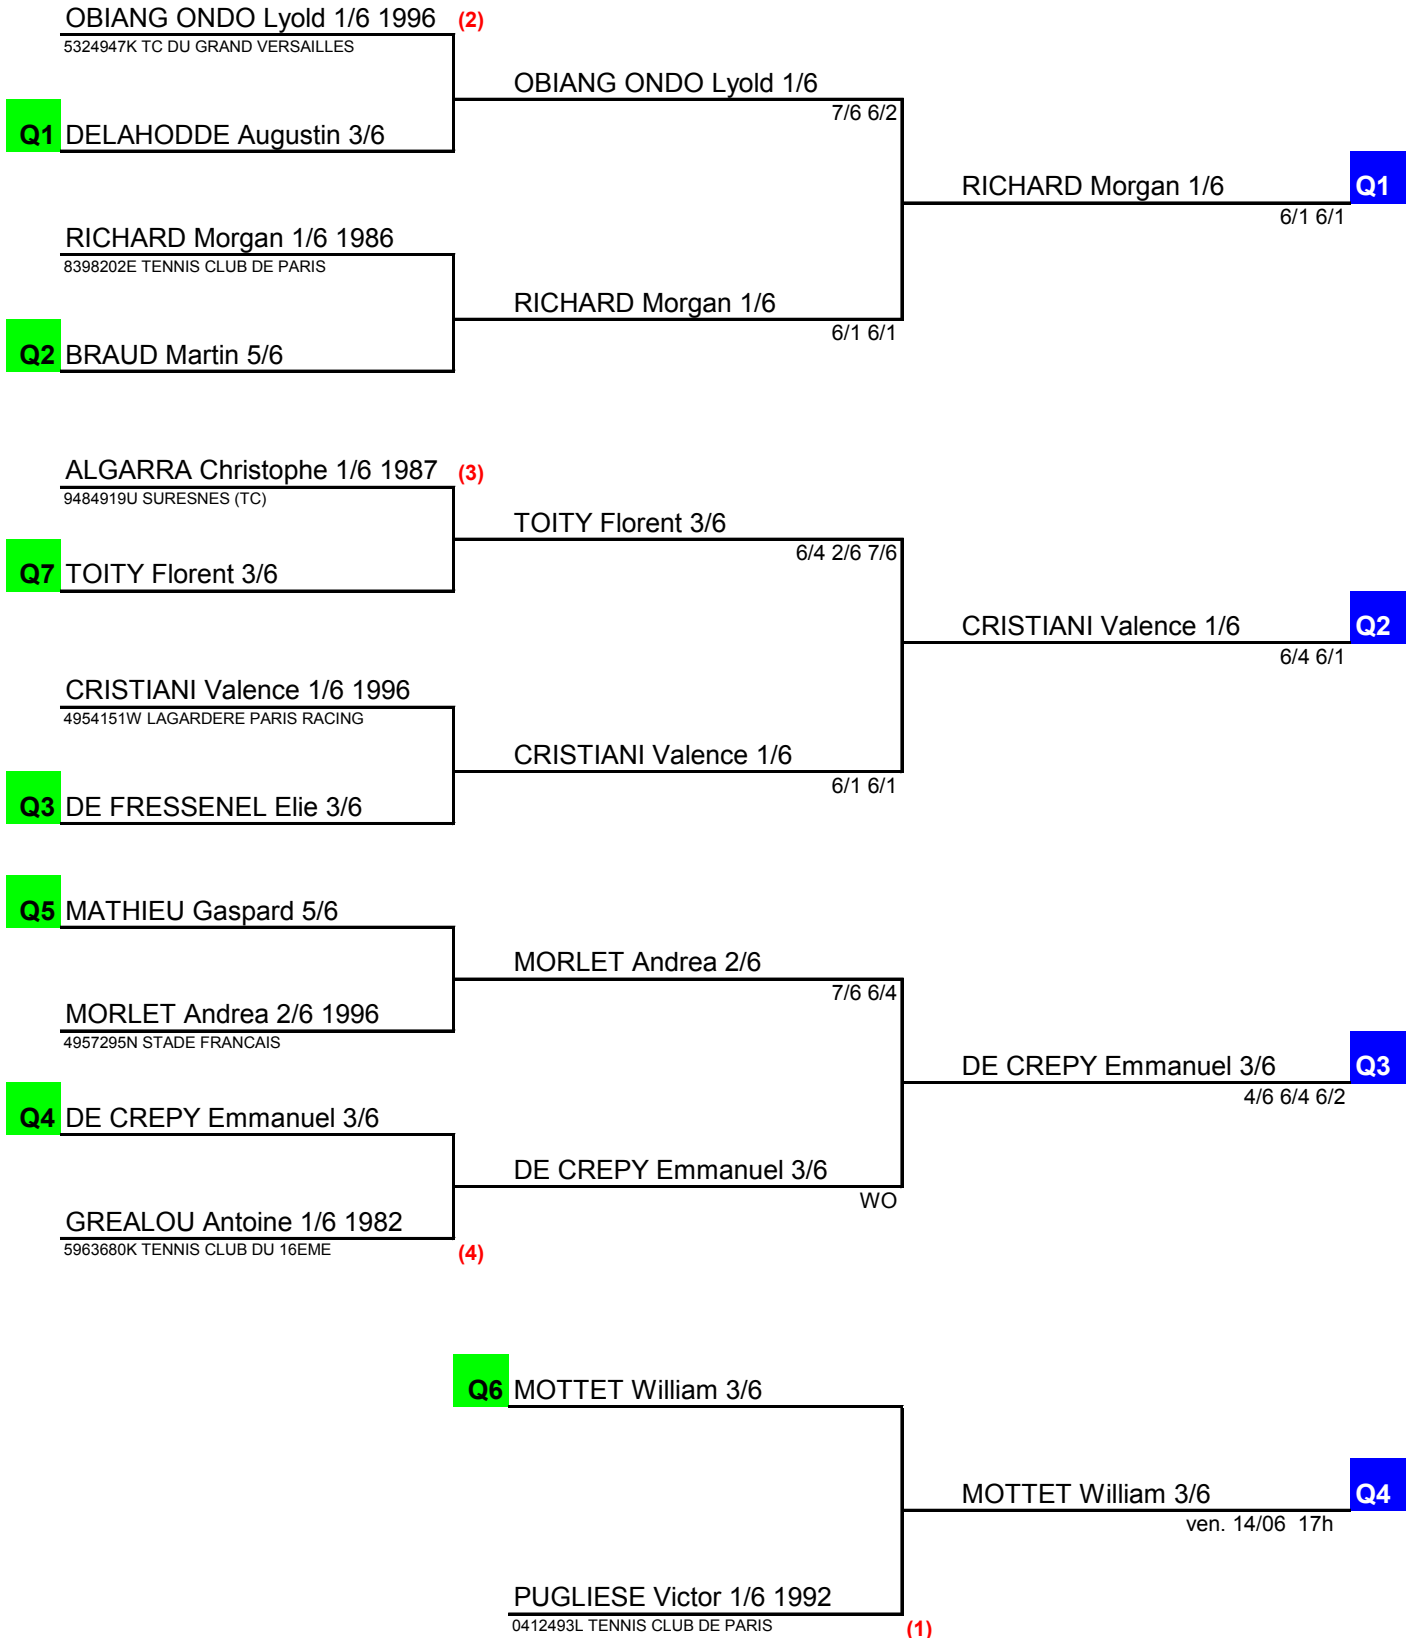 OBIANG ONDO Lyold 1/6 1996 (2)
5324947K TC DU GRAND VERSAILLES
OBIANG ONDO Lyold 1/6
7/6 6/2
Q1 DELAHODDE Augustin 3/6
RICHARD Morgan 1/6 Q1
6/1 6/1
RICHARD Morgan 1/6 1986
8398202E TENNIS CLUB DE PARIS
RICHARD Morgan 1/6
6/1 6/1
Q2 BRAUD Martin 5/6
ALGARRA Christophe 1/6 1987 (3)
9484919U SURESNES (TC)
TOITY Florent 3/6
6/4 2/6 7/6
Q7 TOITY Florent 3/6
CRISTIANI Valence 1/6 Q2
6/4 6/1
CRISTIANI Valence 1/6 1996
4954151W LAGARDERE PARIS RACING
CRISTIANI Valence 1/6
6/1 6/1
Q3 DE FRESSENEL Elie 3/6
Q5 MATHIEU Gaspard 5/6
MORLET Andrea 2/6
7/6 6/4
MORLET Andrea 2/6 1996
4957295N STADE FRANCAIS
DE CREPY Emmanuel 3/6 Q3
4/6 6/4 6/2
Q4 DE CREPY Emmanuel 3/6
DE CREPY Emmanuel 3/6
WO
GREALOU Antoine 1/6 1982
5963680K TENNIS CLUB DU 16EME (4)
Q6 MOTTET William 3/6
MOTTET William 3/6 Q4
ven. 14/06 17h
PUGLIESE Victor 1/6 1992
0412493L TENNIS CLUB DE PARIS (1)